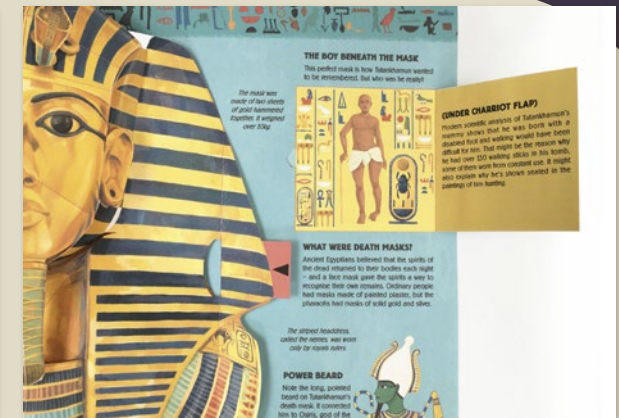 THE BOY BENEATH THE MASK
This perfect mask is how Tutankhamun wanted
to be remembered. But who was he really?
The mask was
made of two sheets
of gold hammered
together. It weighed
over 10kg
(UNDER CHARRIOT FLAP)
Modern scientific analysis of Tutankhamun's
mummy shows that he was born with a
disabled foot and walking would have been
difficult for him. That might be the reason why
he had over 130 walking sticks in his tomb,
some of them worn from constant use. It might
also explain why he's shown seated in the
paintings of him hunting.
WHAT WERE DEATH MASKS?
Ancient Egyptians believed that the spirits of
the dead returned to their bodies each night
– and a face mask gave the spirits a way to
recognise their own remains. Ordinary people
had masks made of painted plaster, but the
pharaohs had masks of solid gold and silver.
The striped headdress,
called the nemes, was worn
only by royals rulers.
POWER BEARD
Note the long, pointed
beard on Tutankhamun's
death mask. It connected
him to Osiris, god of the